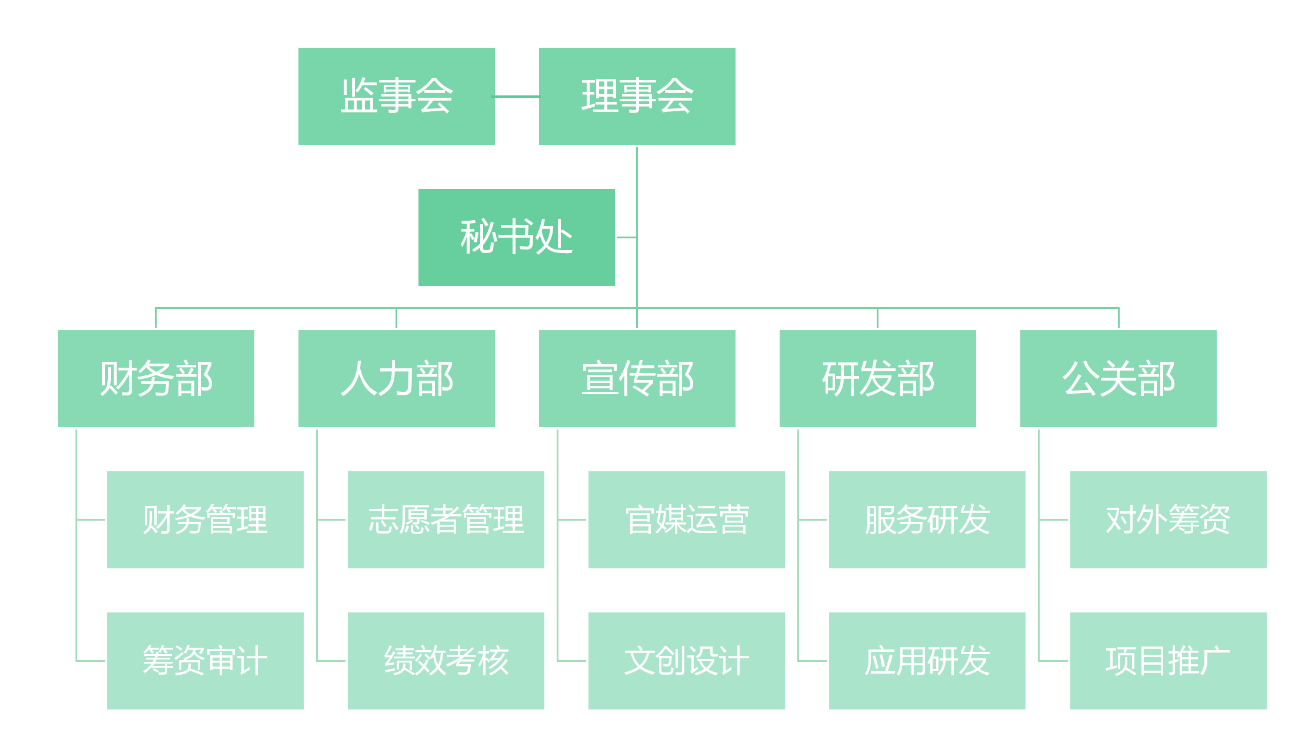 监事会
理事会
秘书处
财务部
人力部
宣传部
研发部
公关部
财务管理
志愿者管理
官媒运营
服务研发
对外筹资
筹资审计
绩效考核
文创设计
应用研发
项目推广